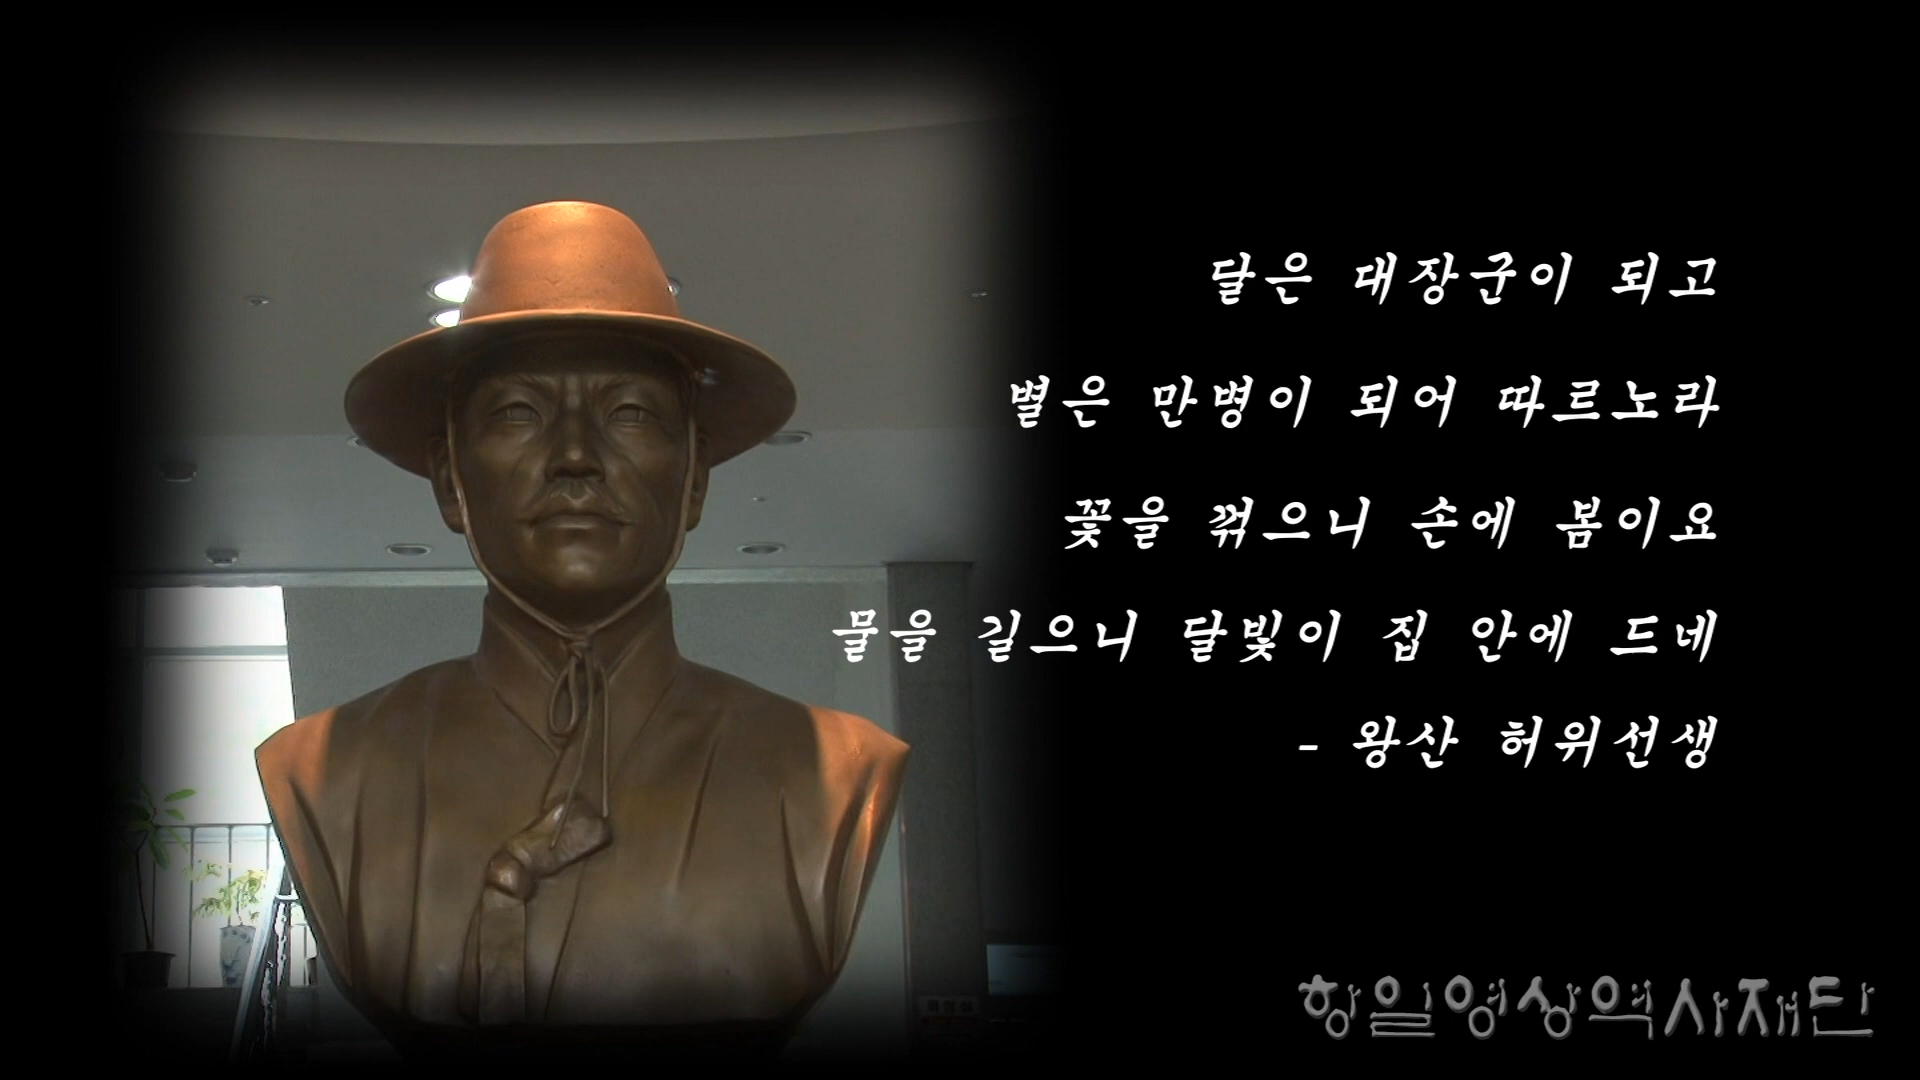 달은 대장군이 되고
별은 만병이 되어 따르노라
꽃을 꺾으니 손에 봄이요
물을 길으니 달빛이 집 안에 드네
- 왕산 허위선생
항일영상역사재단